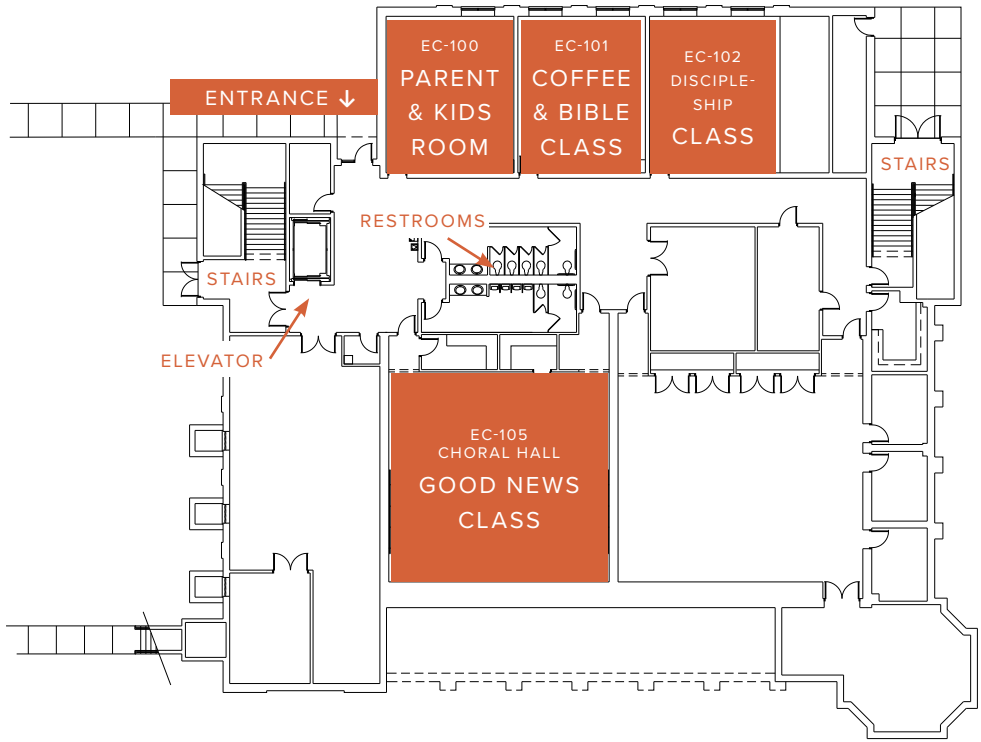 EC-100
PARENT
& KIDS
ROOM
EC-101
COFFEE
& BIBLE
CLASS
EC-102
DISCIPLE-
SHIP
CLASS
ENTRANCE ↓
STAIRS
RESTROOMS
STAIRS
ELEVATOR
EC-105
CHORAL HALL
GOOD NEWS
CLASS